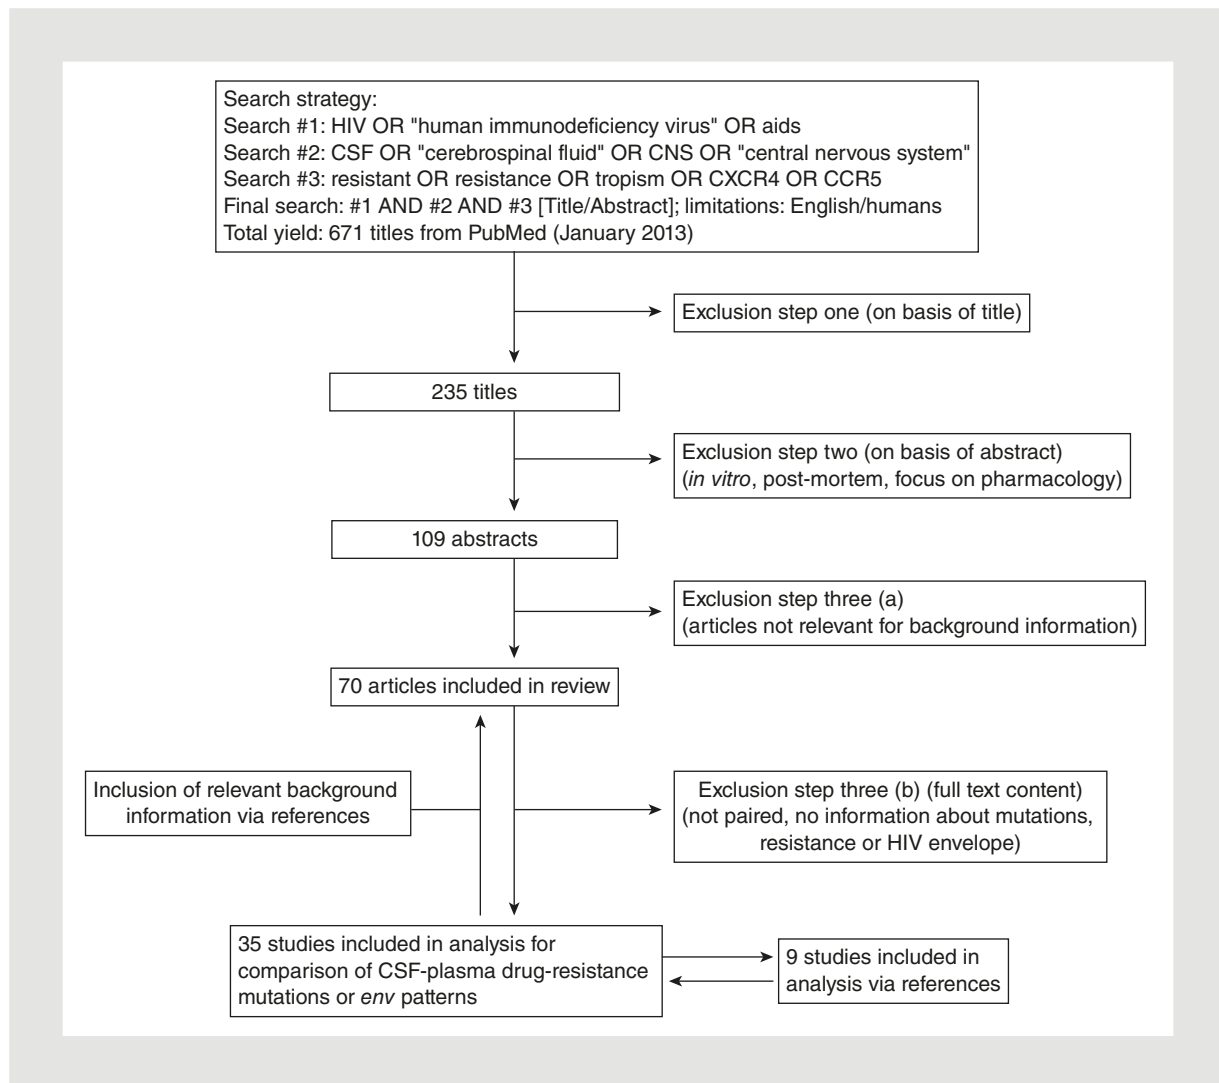 Search strategy:
Search #1: HIV OR "human immunodeficiency virus" OR aids
Search #2: CSF OR "cerebrospinal fluid" OR CNS OR "central nervous system"
Search #3: resistant OR resistance OR tropism OR CXCR4 OR CCR5
Final search: #1 AND #2 AND #3 [Title/Abstract]; limitations: English/humans
Total yield: 671 titles from PubMed (January 2013)
Exclusion step one (on basis of title)
235 titles
Exclusion step two (on basis of abstract)
(in vitro, post-mortem, focus on pharmacology)
109 abstracts
Exclusion step three (a)
(articles not relevant for background information)
70 articles included in review
Inclusion of relevant background
information via references
Exclusion step three (b) (full text content)
(not paired, no information about mutations,
resistance or HIV envelope)
35 studies included in analysis for
comparison of CSF-plasma drug-resistance
mutations or env patterns
9 studies included in
analysis via references